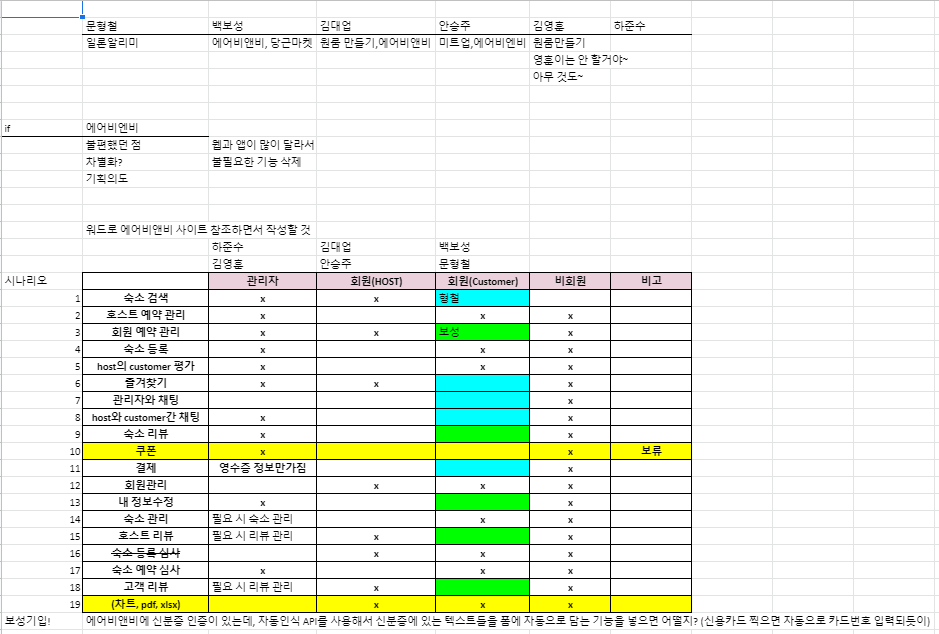 문형철 백보성 김대업 안승주 김영훈 하준수
일론알리미 에어비앤비, 당근마켓 원룸 만들기,에어비앤비 미트업,에어비엔비 원룸만들기
영훈이는 안 할거야~
아무 것도~
if 에어비엔비
불편했던 점 웹과 앱이 많이 달라서
차별화? 불필요한 기능 삭제
기획의도
워드로 에어비앤비 사이트 참조하면서 작성할 것
하준수 김대업 백보성
김영훈 안승주 문형철
시나리오 관리자 회원(HOST) 회원(Customer) 비회원 비고
1 숙소 검색 x x 형철
2 호스트 예약 관리 x x x
3 회원 예약 관리 x x 보성 x
4 숙소 등록 x x x
5 host의 customer 평가 x x x
6 즐겨찾기 x x x
7 관리자와 채팅 x
8 host와 customer간 채팅 x x
9 숙소 리뷰 x x
10 쿠폰 x x 보류
11 결제 영수증 정보만가짐 x
12 회원관리 x x x
13 내 정보수정 x x
14 숙소 관리 필요 시 숙소 관리 x x
15 호스트 리뷰 필요 시 리뷰 관리 x x
16 숙소 등록 심사 x x x
17 숙소 예약 심사 x x x
18 고객 리뷰 필요 시 리뷰 관리 x x
19 (차트, pdf, xlsx) x x x
보성기입! 에어비앤비에 신분증 인증이 있는데, 자동인식 API를 사용해서 신분증에 있는 텍스트들을 폼에 자동으로 담는 기능을 넣으면 어떨지? (신용카드 찍으면 자동으로 카드번호 입력되듯이)